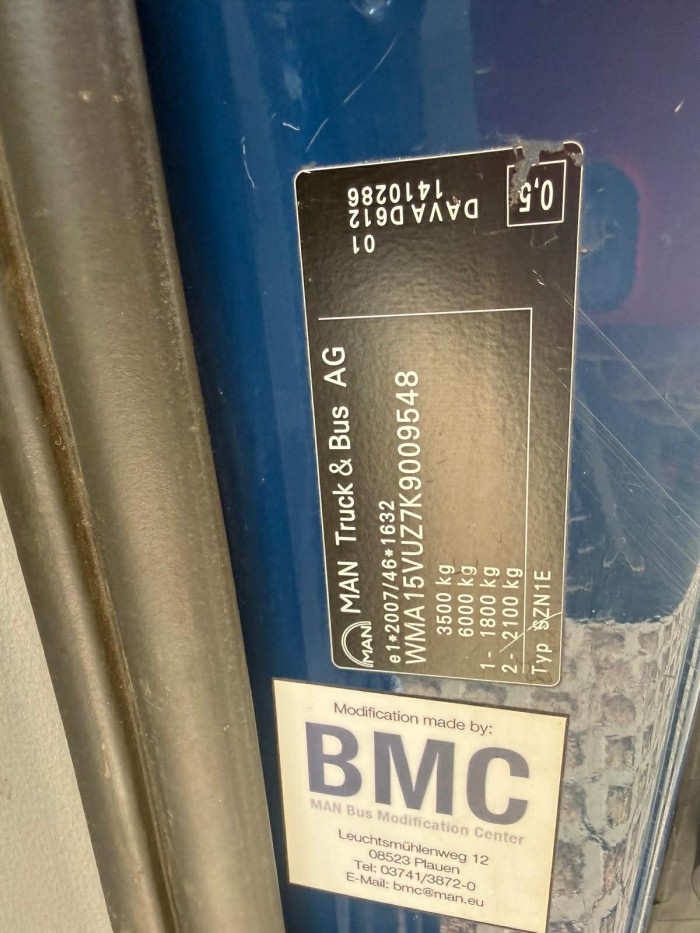 MAN
MAN Truck & Bus AG
e1*2007/46*1632
WMA15VUZ7K9009548
3500 kg
6000 kg
1- 1800 kg
2- 2100 kg
Typ SZN1E
01
DAVA D612
1410286
0,5
Modification made by:
BMC
MAN Bus Modification Center
Leuchtsmühlenweg 12
08523 Plauen
Tel: 03741/3872-0
E-Mail: bmc@man.eu